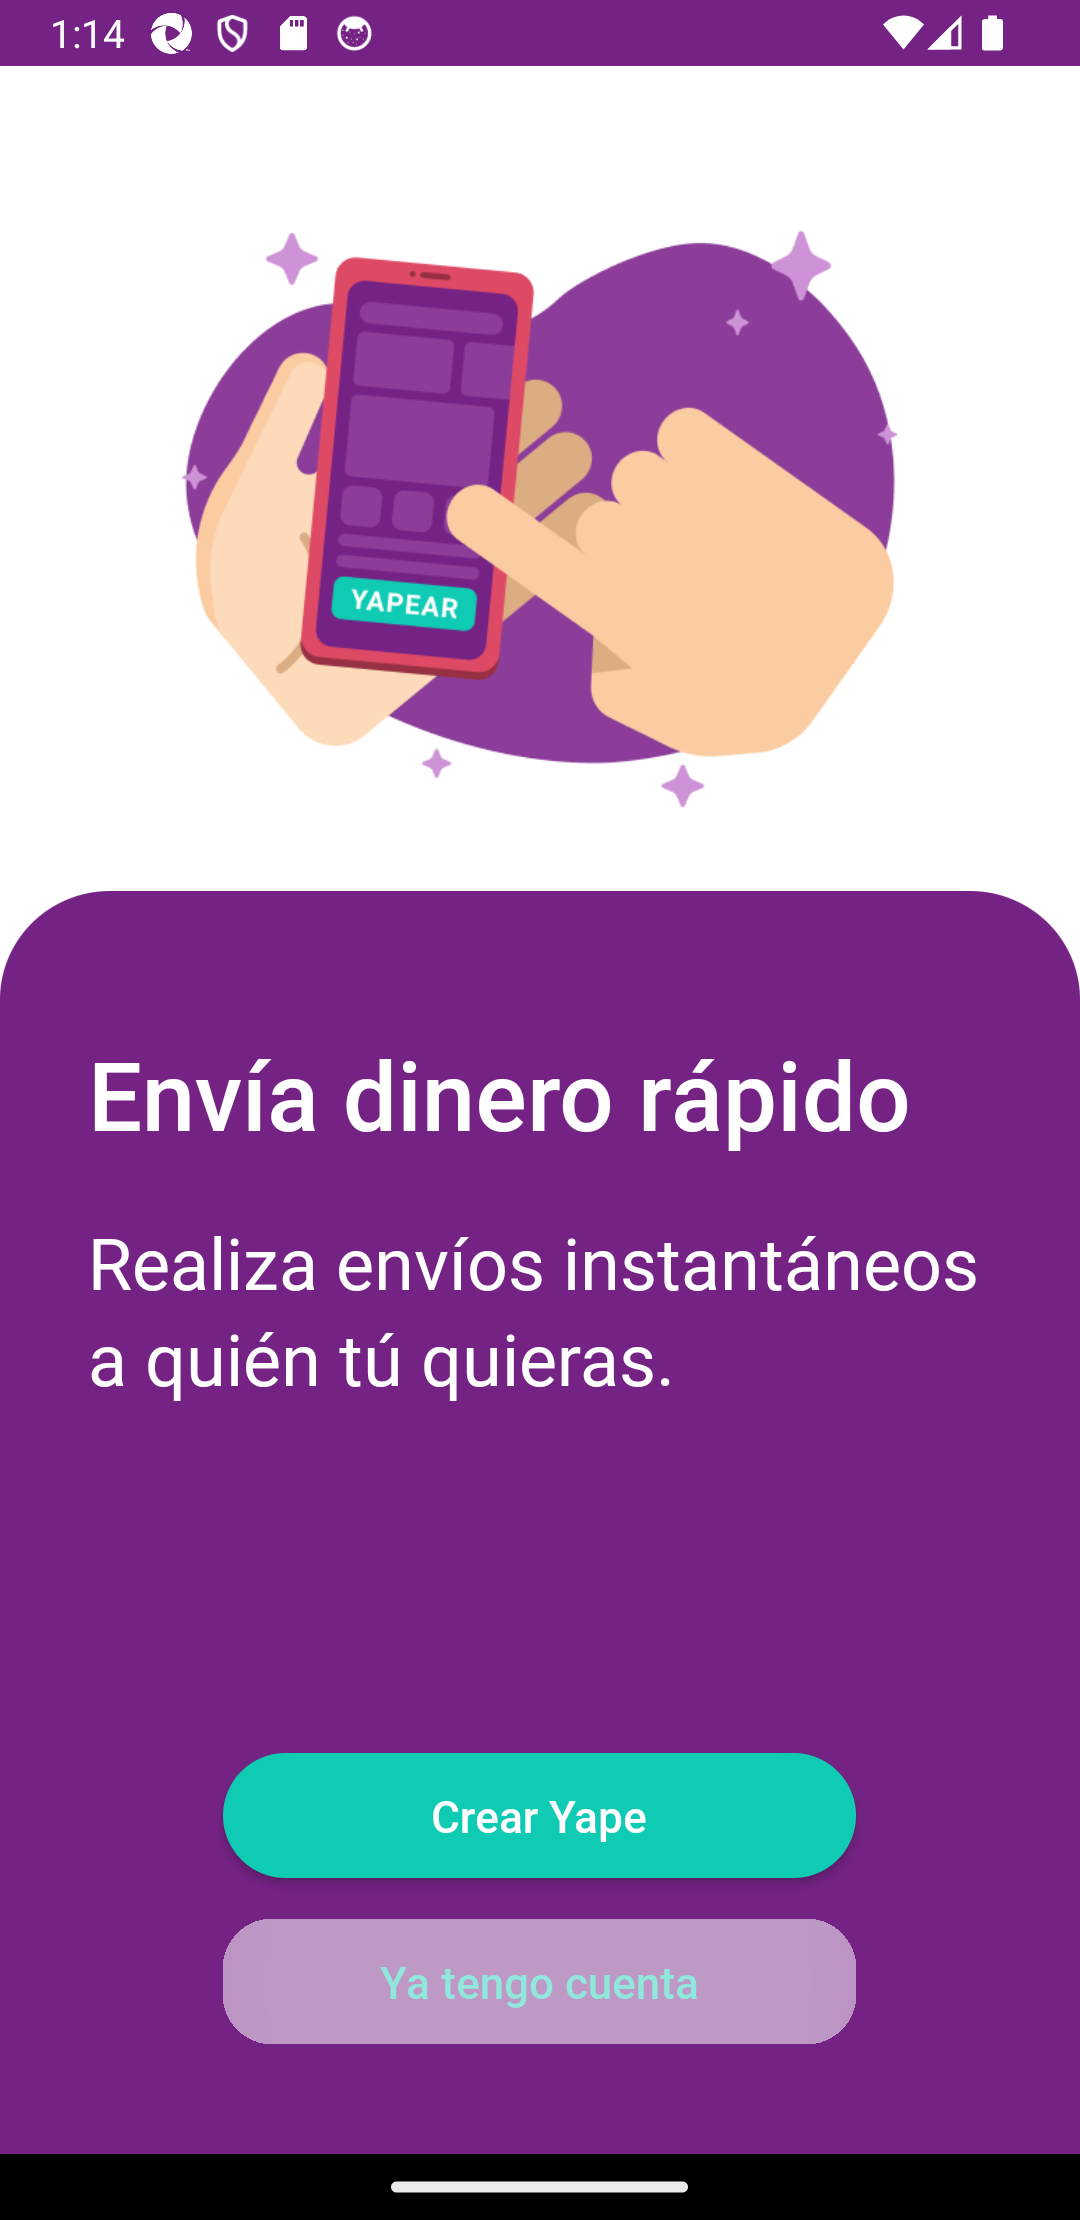 1:14
YAPEAR
Envía dinero rápido
Realiza envíos instantáneos
a quién tú quieras.
Crear Yape
Ya tengo cuenta